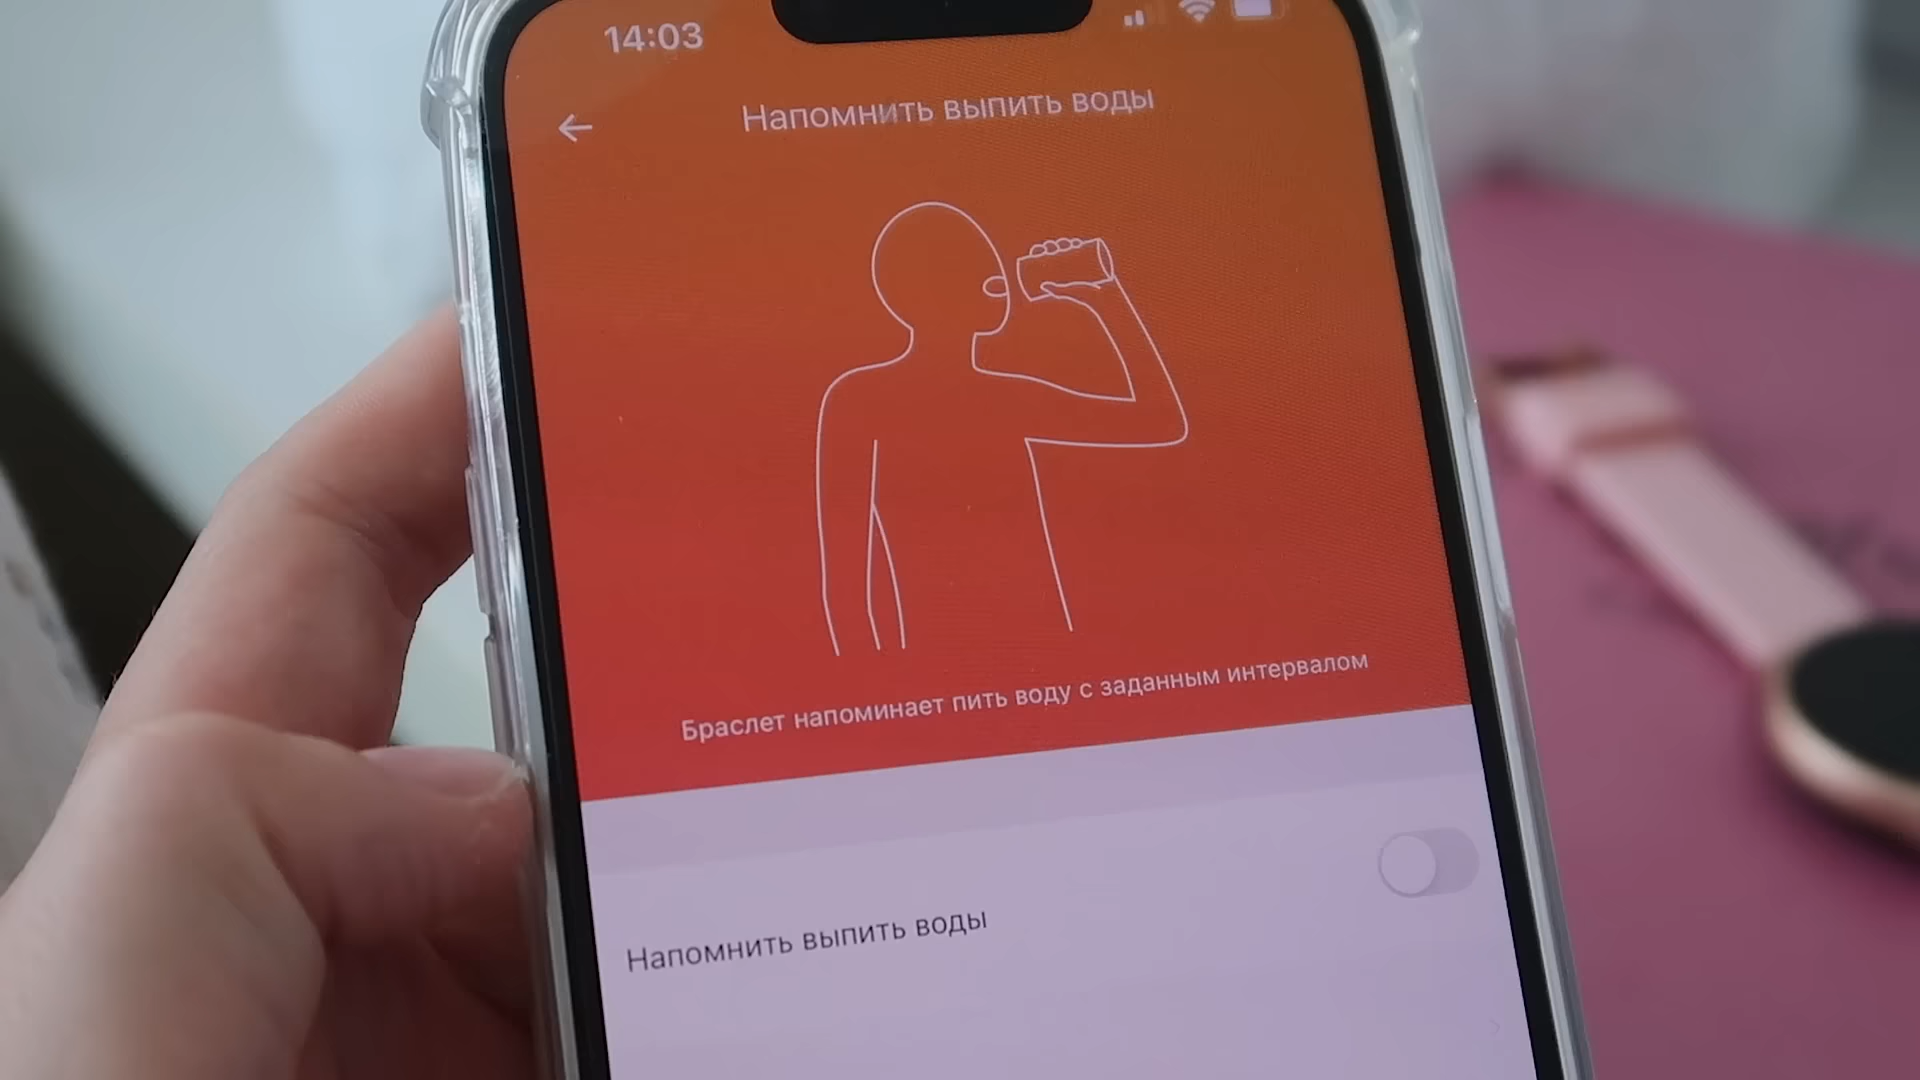 14:03
Напомнить выпить воды
Браслет напоминает пить воду с заданным интервалом
Напомнить выпить воды